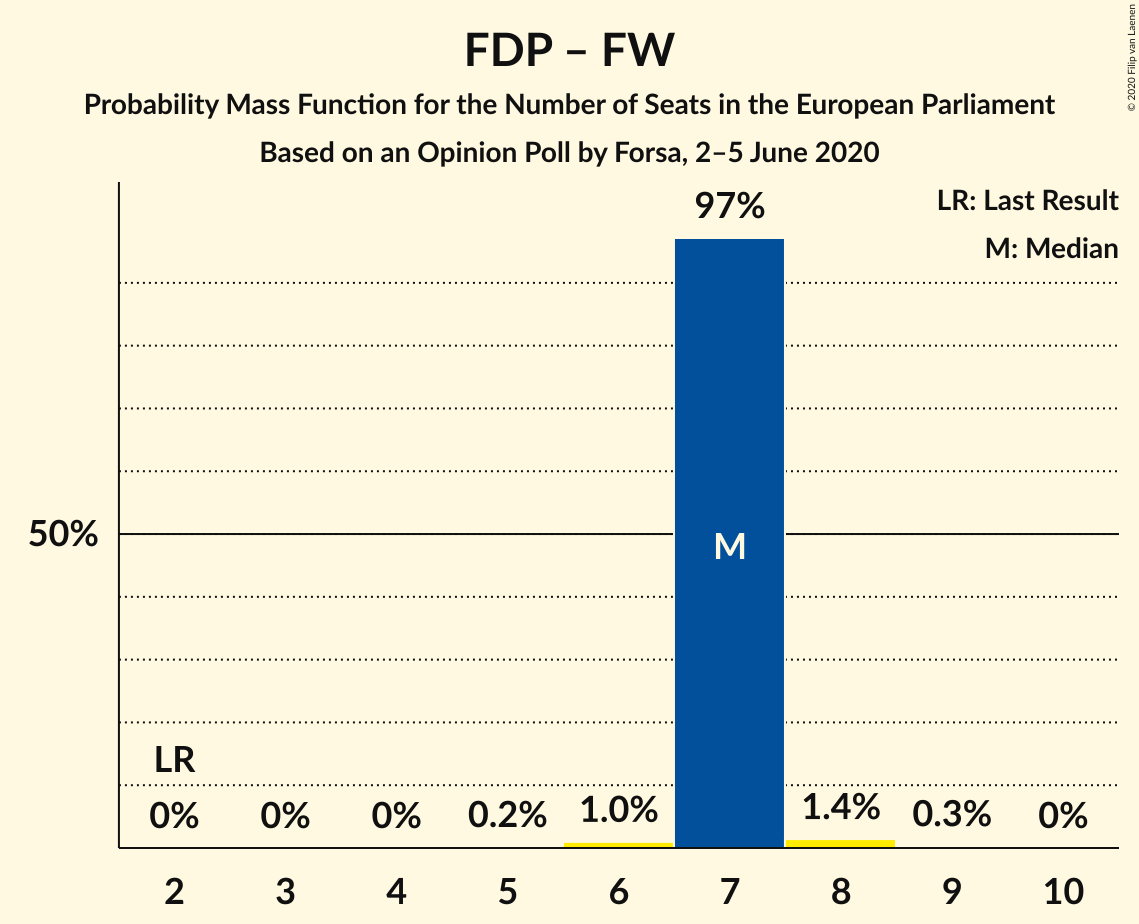 FDP – FW
Probability Mass Function for the Number of Seats in the European Parliament
Based on an Opinion Poll by Forsa, 2–5 June 2020
© 2020 Filip van Laenen
LR: Last Result
M: Median
97%
50%
M
LR
0% 0% 0% 0.2% 1.0% 1.4% 0.3% 0%
2 3 4 5 6 7 8 9 10